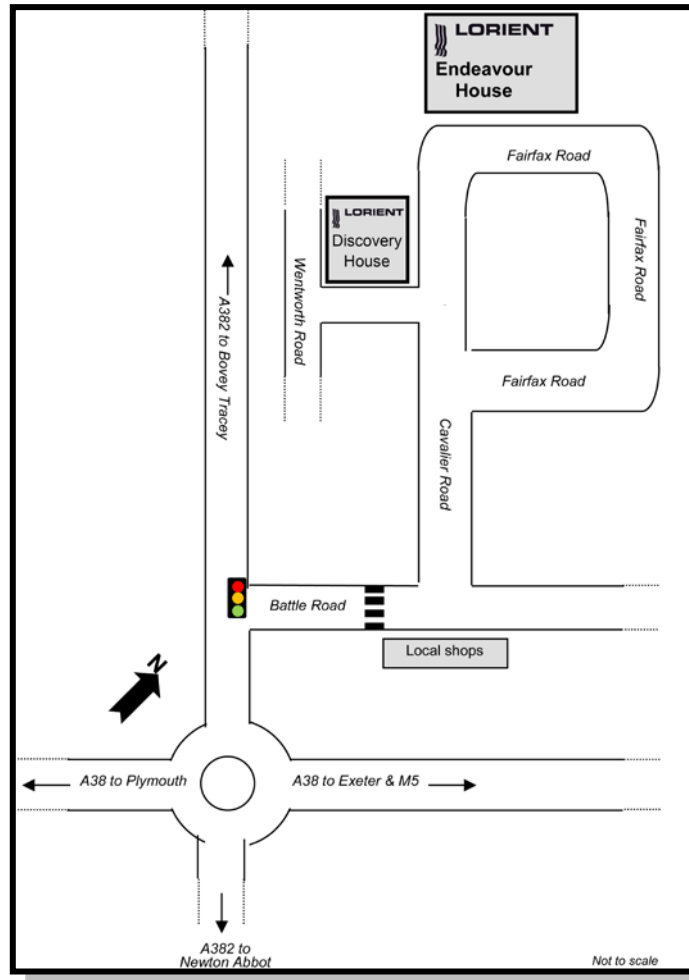 LORIENT
Endeavour
House
Fairfax Road
LORIENT
Discovery
House
Fairfax Road
Wentworth Road
A382 to Bovey Tracey
Fairfax Road
Cavalier Road
Battle Road
Local shops
N
A38 to Plymouth
A38 to Exeter & M5
A382 to
Newton Abbot
Not to scale